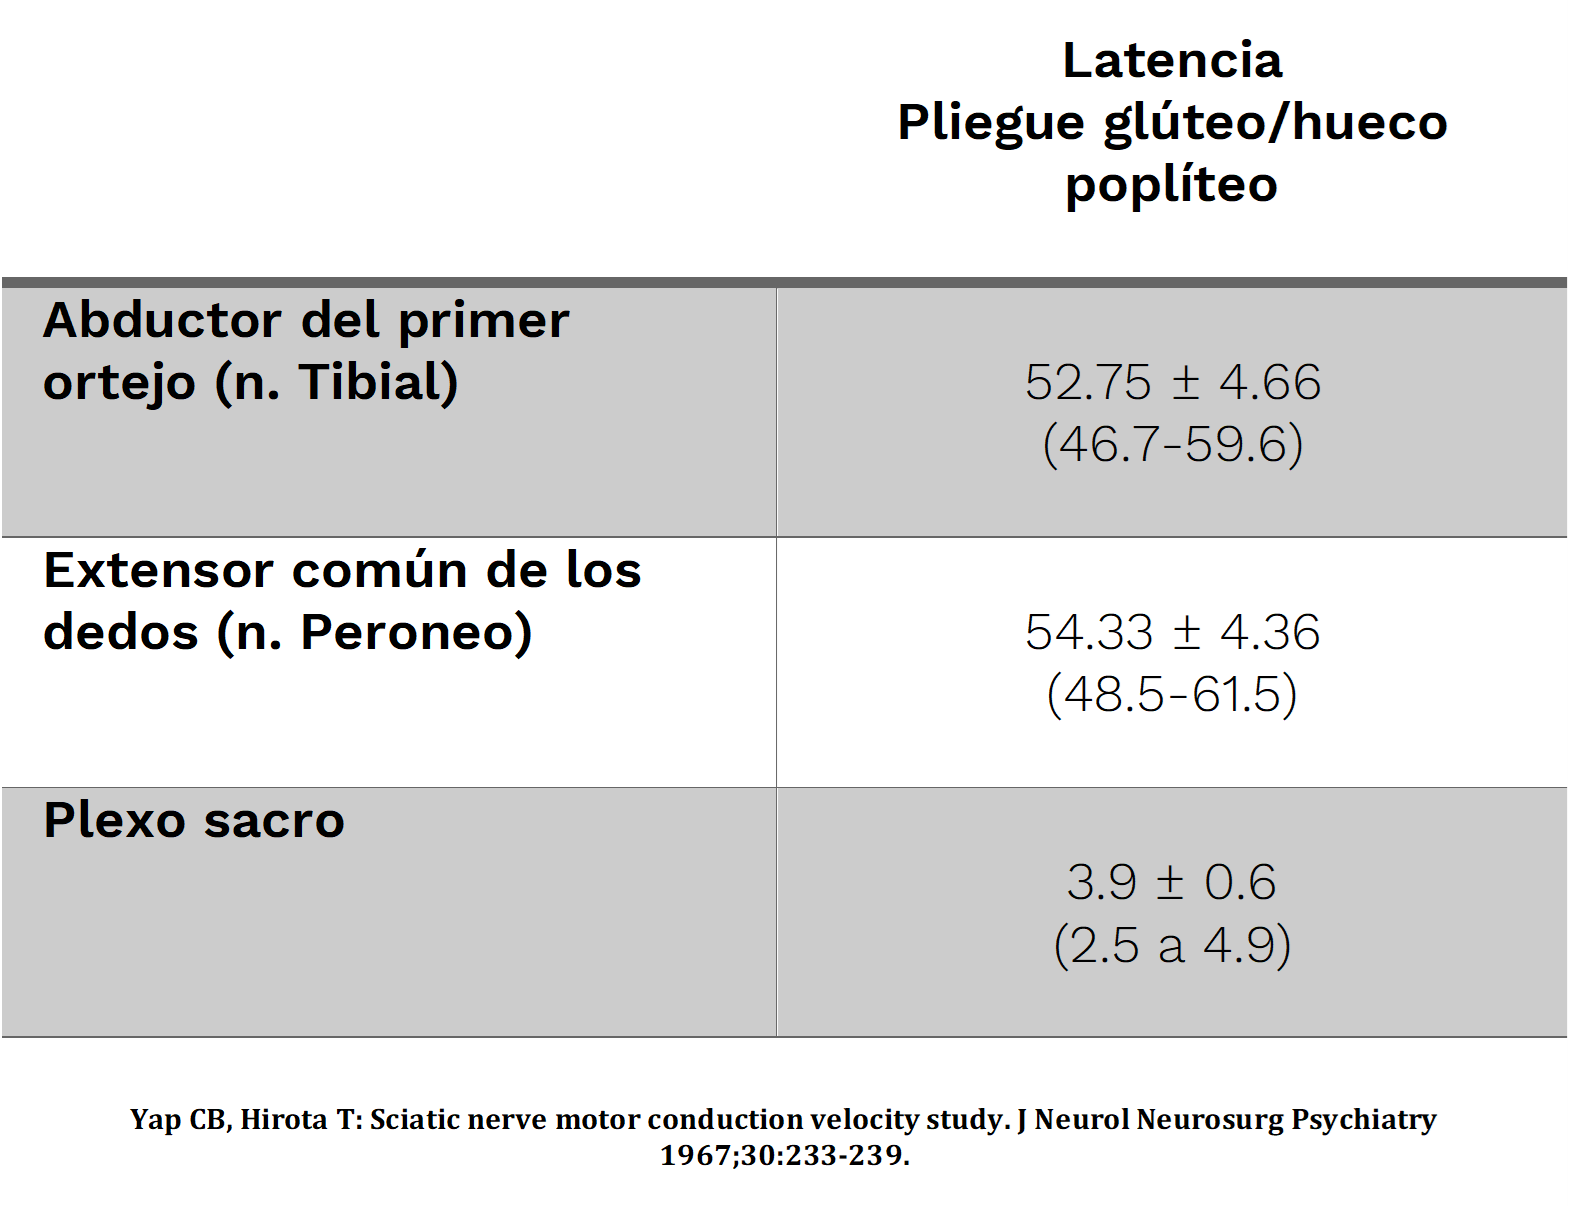 Latencia
Pliegue glúteo/hueco
poplíteo
Abductor del primer
ortejo (n. Tibial)
52.75 ± 4.66
(46.7-59.6)
Extensor común de los
dedos (n. Peroneo)
54.33 ± 4.36
(48.5-61.5)
Plexo sacro
3.9 ± 0.6
(2.5 a 4.9)
Yap CB, Hirota T: Sciatic nerve motor conduction velocity study. J Neurol Neurosurg Psychiatry
1967;30:233-239.